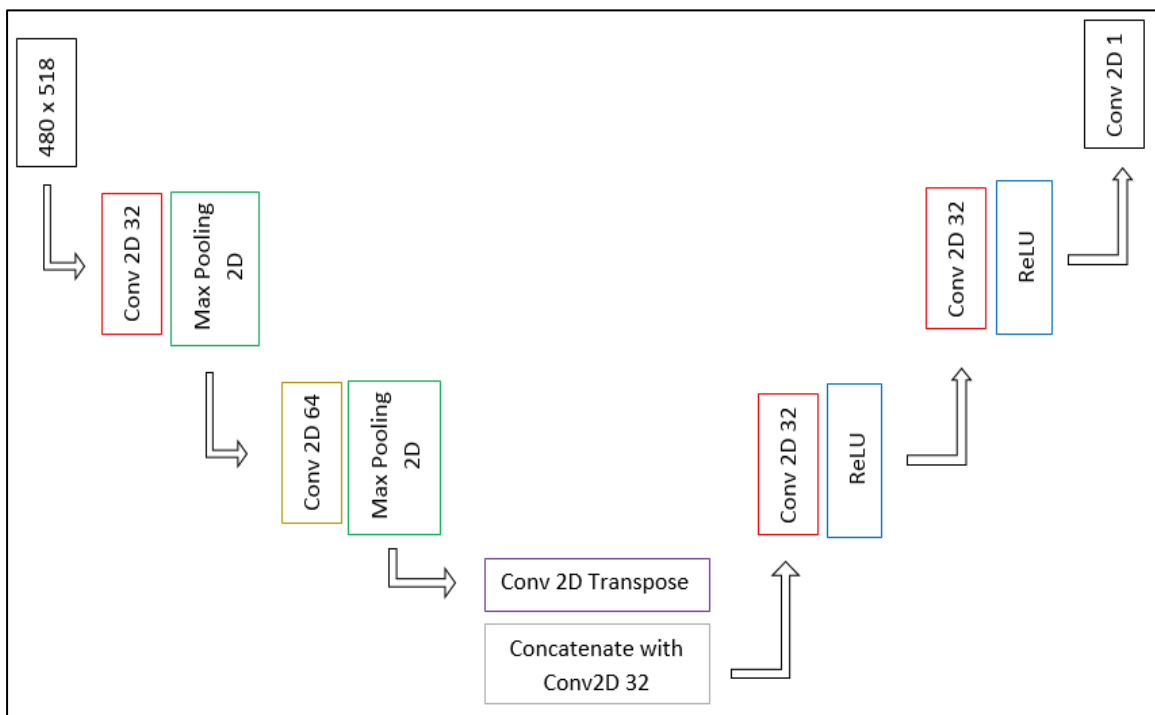 480 x 518
Conv 2D 32
Max Pooling
2D
Conv 2D 64
Max Pooling
2D
Conv 2D Transpose
Concatenate with
Conv2D 32
Conv 2D 32
ReLU
Conv 2D 32
ReLU
Conv 2D 1